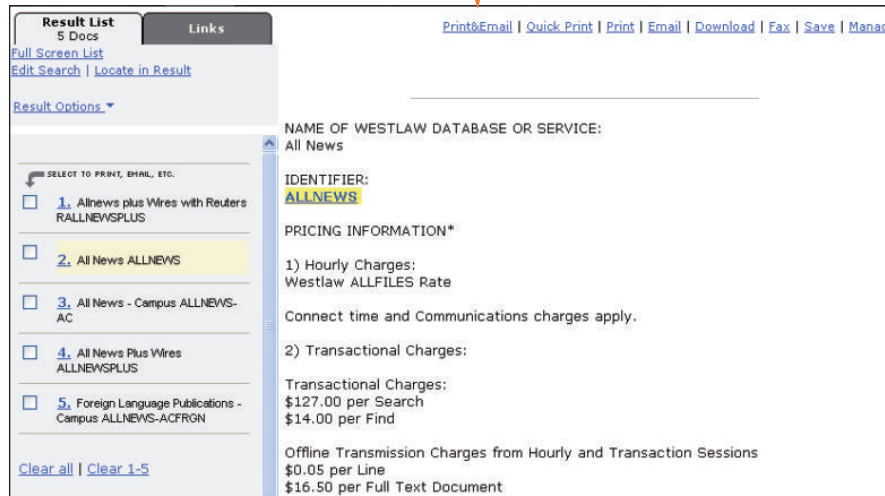 Result List
5 Docs
Links
Full Screen List
Edit Search | Locate in Result
Result Options
SELECT TO PRINT, EMAIL, ETC.
1. Allnews plus Wires with Reuters
RALLNEWSPLUS
2. All News ALLNEWS
3. All News - Campus ALLNEWS-
AC
4. All News Plus Wires
ALLNEWSPLUS
5. Foreign Language Publications -
Campus ALLNEWS-ACFRGN
Clear all | Clear 1-5
Print&Email | Quick Print | Print | Email | Download | Fax | Save |
NAME OF WESTLAW DATABASE OR SERVICE:
All News
IDENTIFIER:
ALLNEWS
PRICING INFORMATION*
1) Hourly Charges:
Westlaw ALLFILES Rate
Connect time and Communications charges apply.
2) Transactional Charges:
Transactional Charges:
$127.00 per Search
$14.00 per Find
Offline Transmission Charges from Hourly and Transaction Sessions
$0.05 per Line
$16.50 per Full Text Document